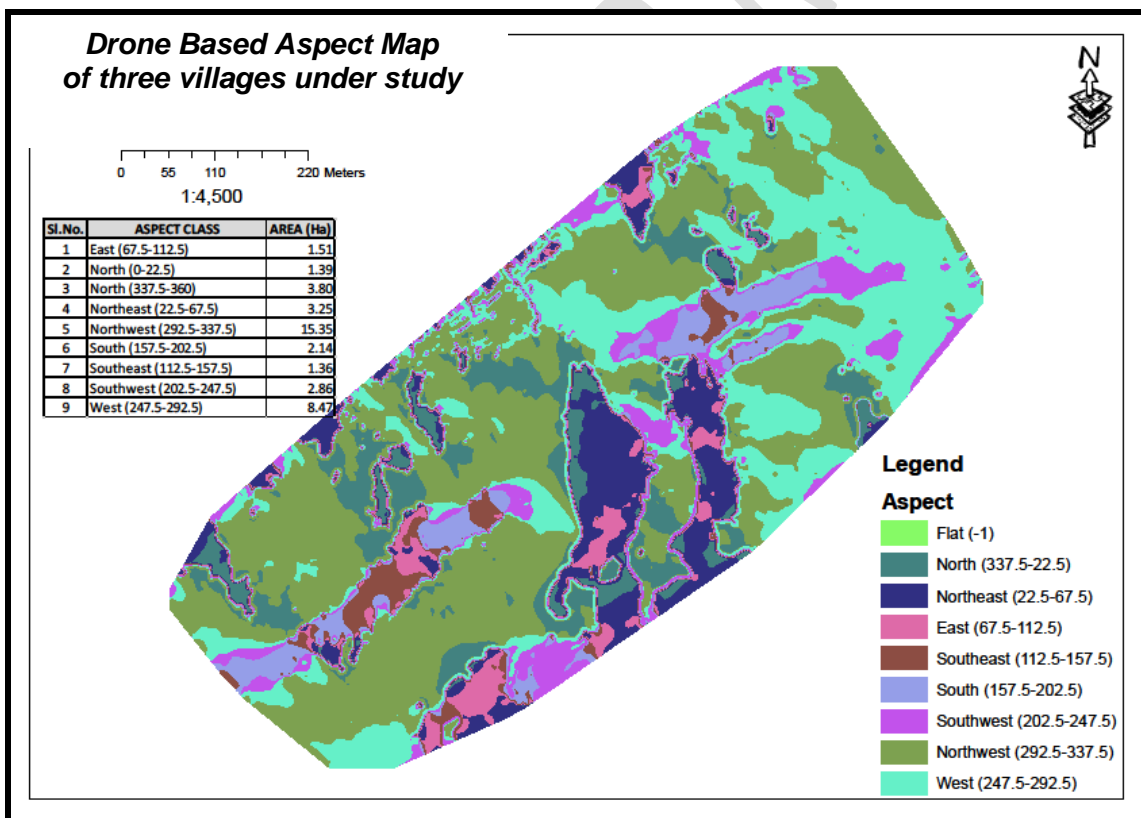 Drone Based Aspect Map
of three villages under study
N
0 55 110 220 Meters
1:4,500
Sl.No. ASPECT CLASS AREA (Ha)
1 East (67.5-112.5) 1.51
2 North (0-22.5) 1.39
3 North (337.5-360) 3.80
4 Northeast (22.5-67.5) 3.25
5 Northwest (292.5-337.5) 15.35
6 South (157.5-202.5) 2.14
7 Southeast (112.5-157.5) 1.36
8 Southwest (202.5-247.5) 2.86
9 West (247.5-292.5) 8.47
Legend
Aspect
Flat (-1)
North (337.5-22.5)
Northeast (22.5-67.5)
East (67.5-112.5)
Southeast (112.5-157.5)
South (157.5-202.5)
Southwest (202.5-247.5)
Northwest (292.5-337.5)
West (247.5-292.5)